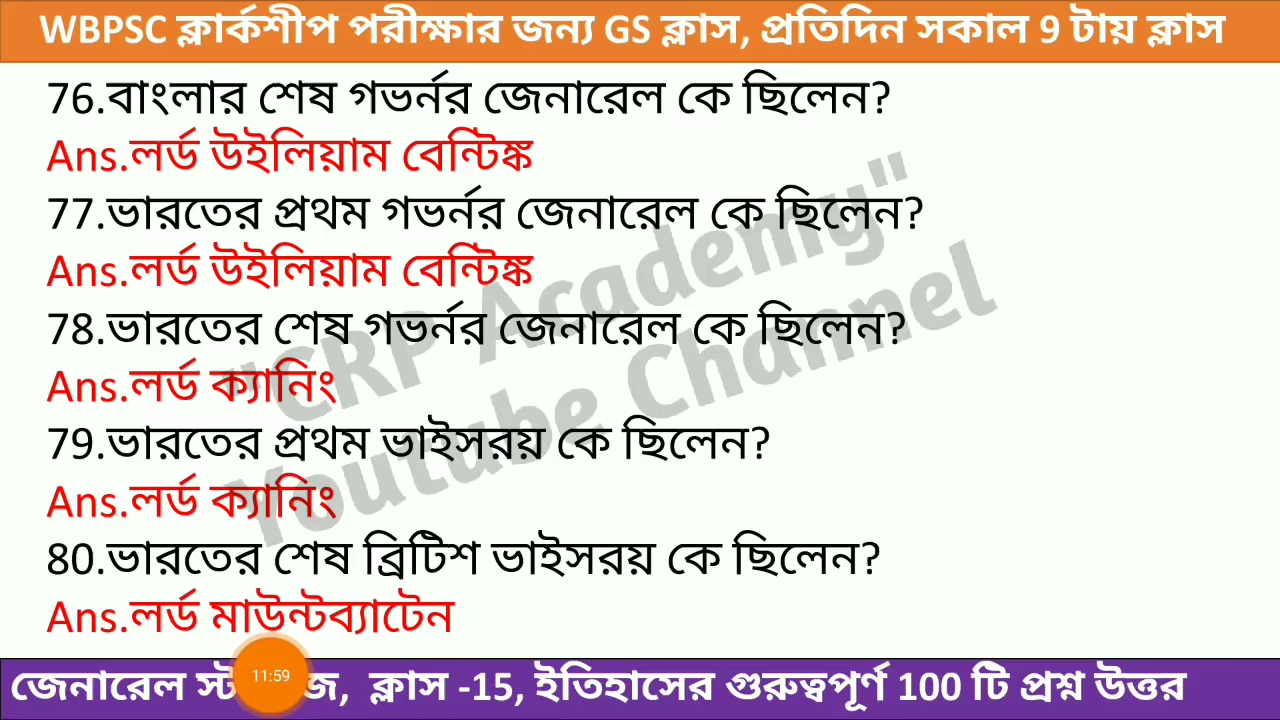 WBPSC ক্লার্কশীপ পরীক্ষার জন্য GS ক্লাস, প্রতিদিন সকাল 9 টায় ক্লাস
76.বাংলার শেষ গভর্নর জেনারেল কে ছিলেন?
Ans.লর্ড উইলিয়াম বেন্টিঙ্ক
77.ভারতের প্রথম গভর্নর জেনারেল কে ছিলেন?
Ans.লর্ড উইলিয়াম বেন্টিঙ্ক
78.ভারতের শেষ গভর্নর জেনারেল কে ছিলেন?
Ans.লর্ড ক্যানিং
79.ভারতের প্রথম ভাইসরয় কে ছিলেন?
Ans.লর্ড ক্যানিং
80.ভারতের শেষ ব্রিটিশ ভাইসরয় কে ছিলেন?
Ans.লর্ড মাউন্টব্যাটেন
"CRP Academy"
Youtube Channel
11:59
জেনারেল ক্লাস -15, ইতিহাসের গুরুত্বপূর্ণ 100 টি প্রশ্ন উত্তর